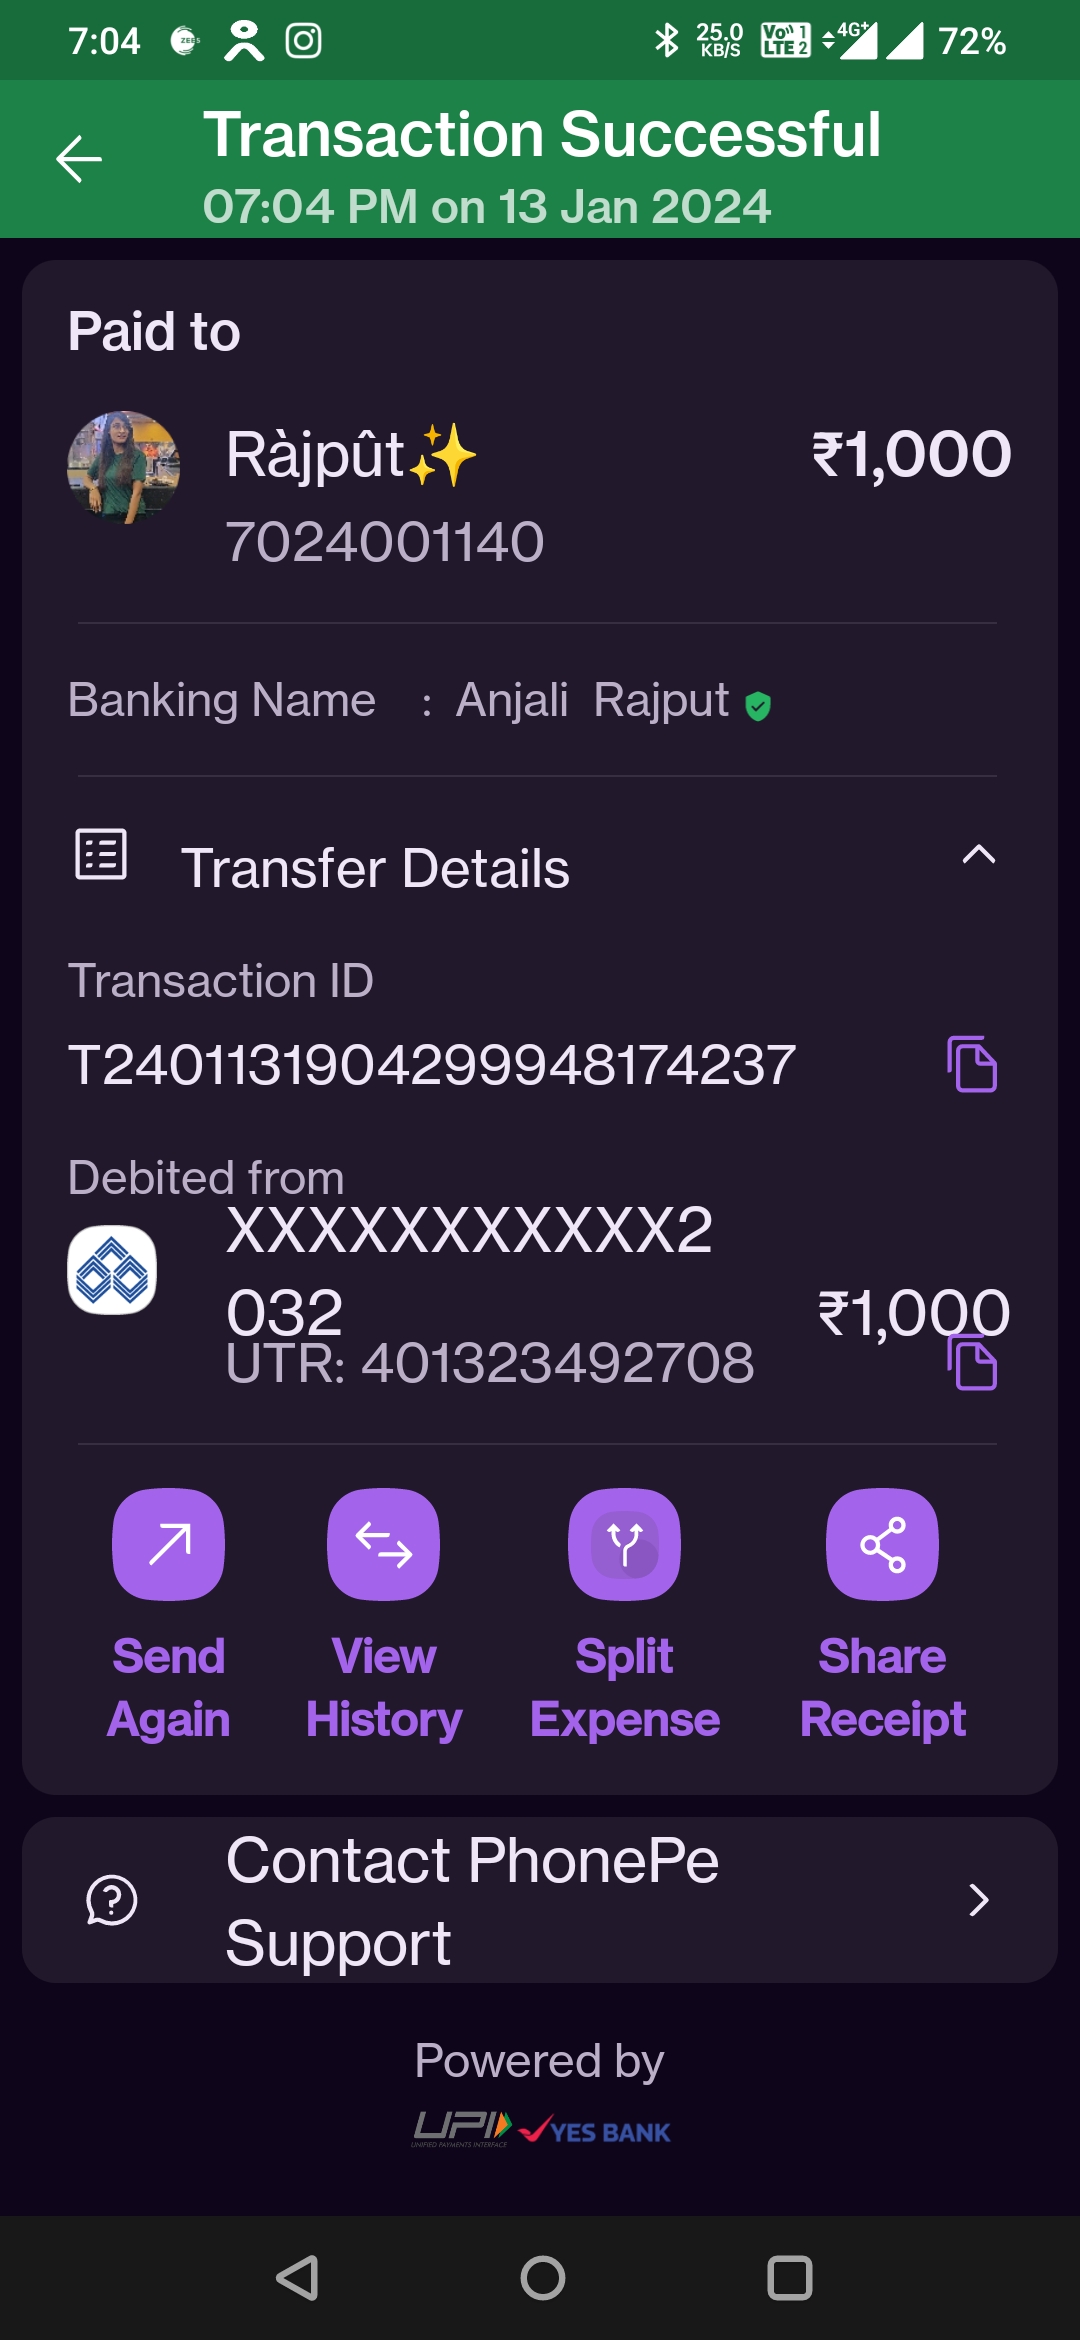 7:04 ZEE5 25.0 KB/S Vo)) 1 LTE 2 4G+ 72%
Transaction Successful
07:04 PM on 13 Jan 2024
Paid to
Ràjpût✨ ₹1,000
7024001140
Banking Name : Anjali Rajput
Transfer Details
Transaction ID
T2401131904299948174237
Debited from
XXXXXXXXXXX2
032 ₹1,000
UTR: 401323492708
Send Again
View History
Split Expense
Share Receipt
Contact PhonePe
Support
Powered by
UPI YES BANK
UNIFIED PAYMENTS INTERFACE